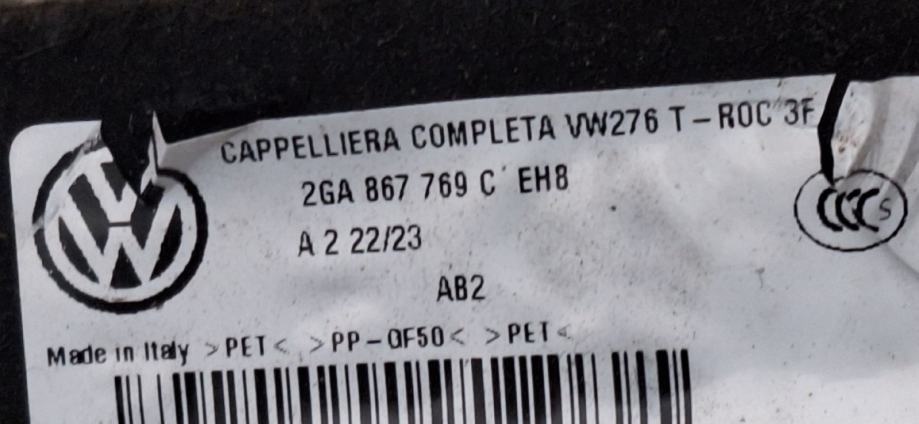 CAPPELLIERA COMPLETA VW276 T-ROC 3F
2GA 867 769 C EH8
CCC S
A 2 22/23
AB2
Made in Italy >PET< >PP-GF50< >PET<